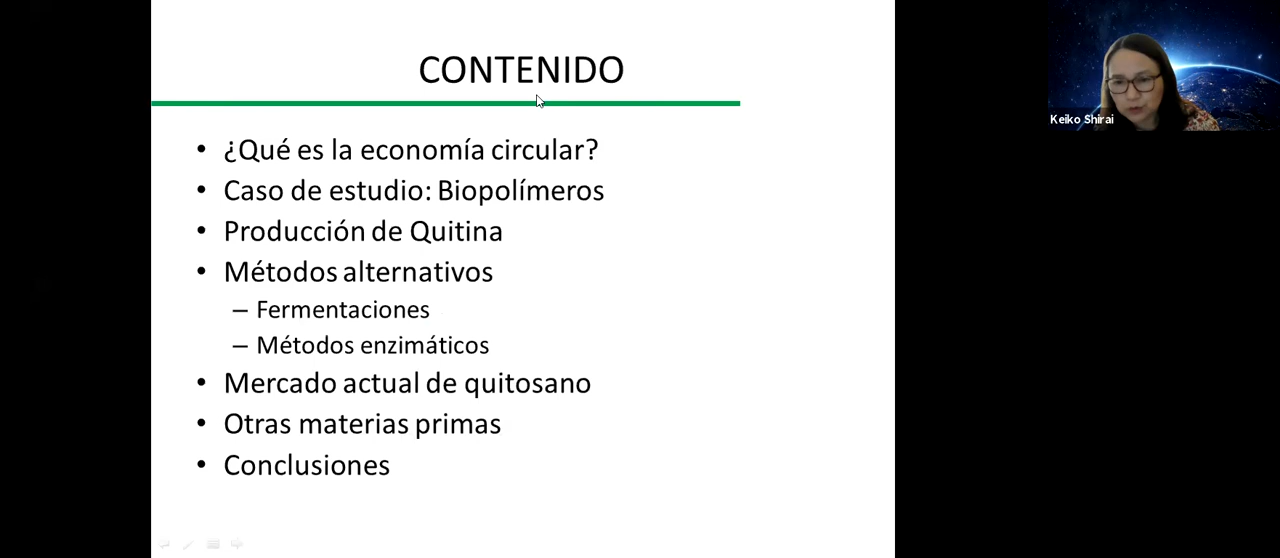 CONTENIDO
• ¿Qué es la economía circular?
• Caso de estudio: Biopolímeros
• Producción de Quitina
• Métodos alternativos
– Fermentaciones
– Métodos enzimáticos
• Mercado actual de quitosano
• Otras materias primas
• Conclusiones
Keiko Shirai